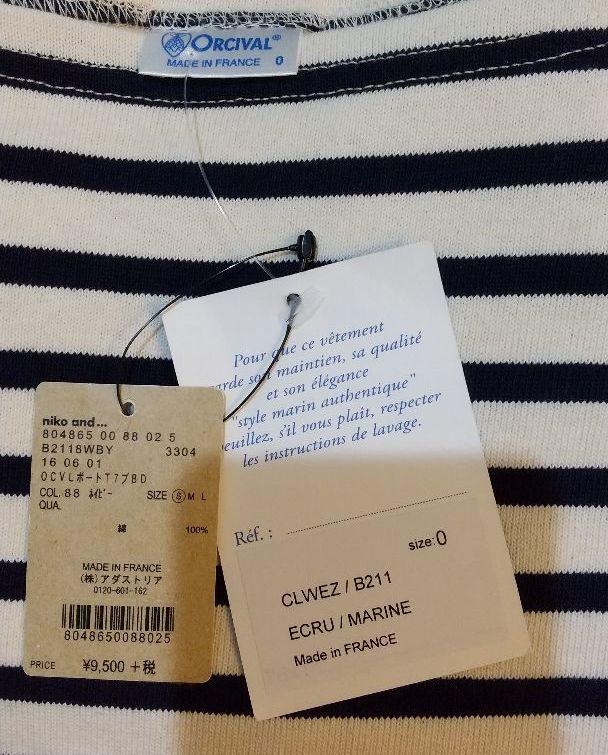 ORCIVAL®
MADE IN FRANCE 0
Pour que ce vêtement
garde son maintien, sa qualité
et son élégance
"style marin authentique"
veuillez, s'il vous plaît, respecter
les instructions de lavage.
Réf. :
size:0
CLWEZ / B211
ECRU / MARINE
Made in FRANCE
niko and...
804865 00 88 02 5
B2118WBY 3304
16 06 01
OCVLボートT7ブBD
COL. 88 ネイビー SIZE S M L
QUA.
綿 100%
MADE IN FRANCE
(株)アダストリア
0120-601-162
8048650088025
PRICE ¥9,500 +税